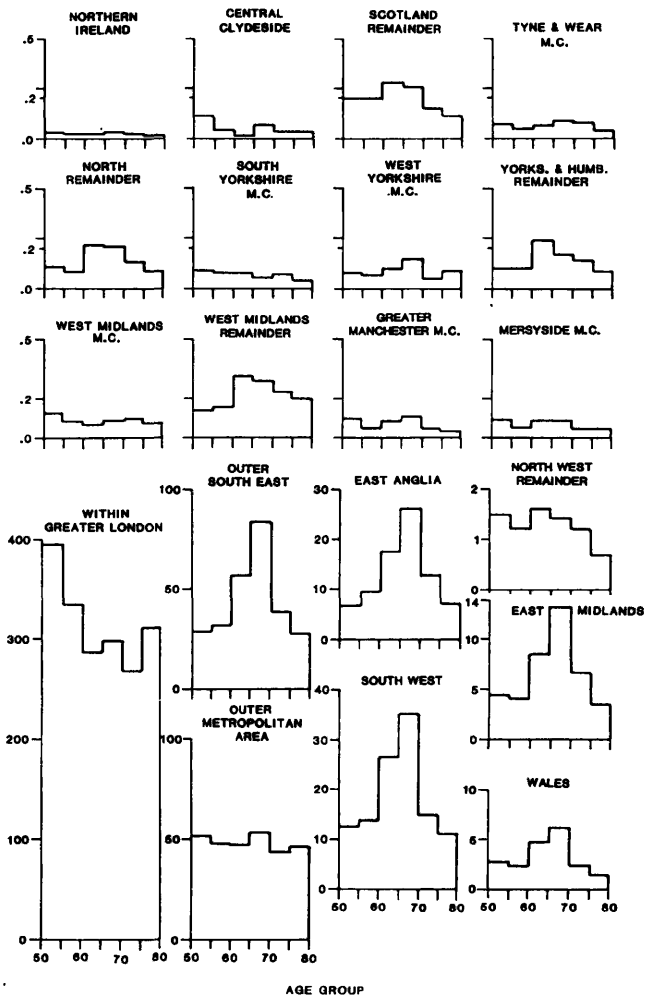 NORTHERN
IRELAND
CENTRAL
CLYDESIDE
SCOTLAND
REMAINDER
TYNE & WEAR
M.C.
.5
.2
.0
NORTH
REMAINDER
SOUTH
YORKSHIRE
M.C.
WEST
YORKSHIRE
.M.C.
YORKS. & HUMB.
REMAINDER
.5
.2
.0
WEST MIDLANDS
M.C.
WEST MIDLANDS
REMAINDER
GREATER
MANCHESTER M.C.
MERSYSIDE M.C.
.5
.2
.0
WITHIN
GREATER LONDON
400
300
200
100
0
50 60 70 80
OUTER
SOUTH EAST
100
50
0
OUTER
METROPOLITAN
AREA
100
50
0
50 60 70 80
EAST ANGLIA
30
20
10
0
SOUTH WEST
40
30
20
10
0
50 60 70 80
NORTH WEST
REMAINDER
2
1
0
EAST MIDLANDS
14
10
5
0
WALES
10
5
0
50 60 70 80
AGE GROUP